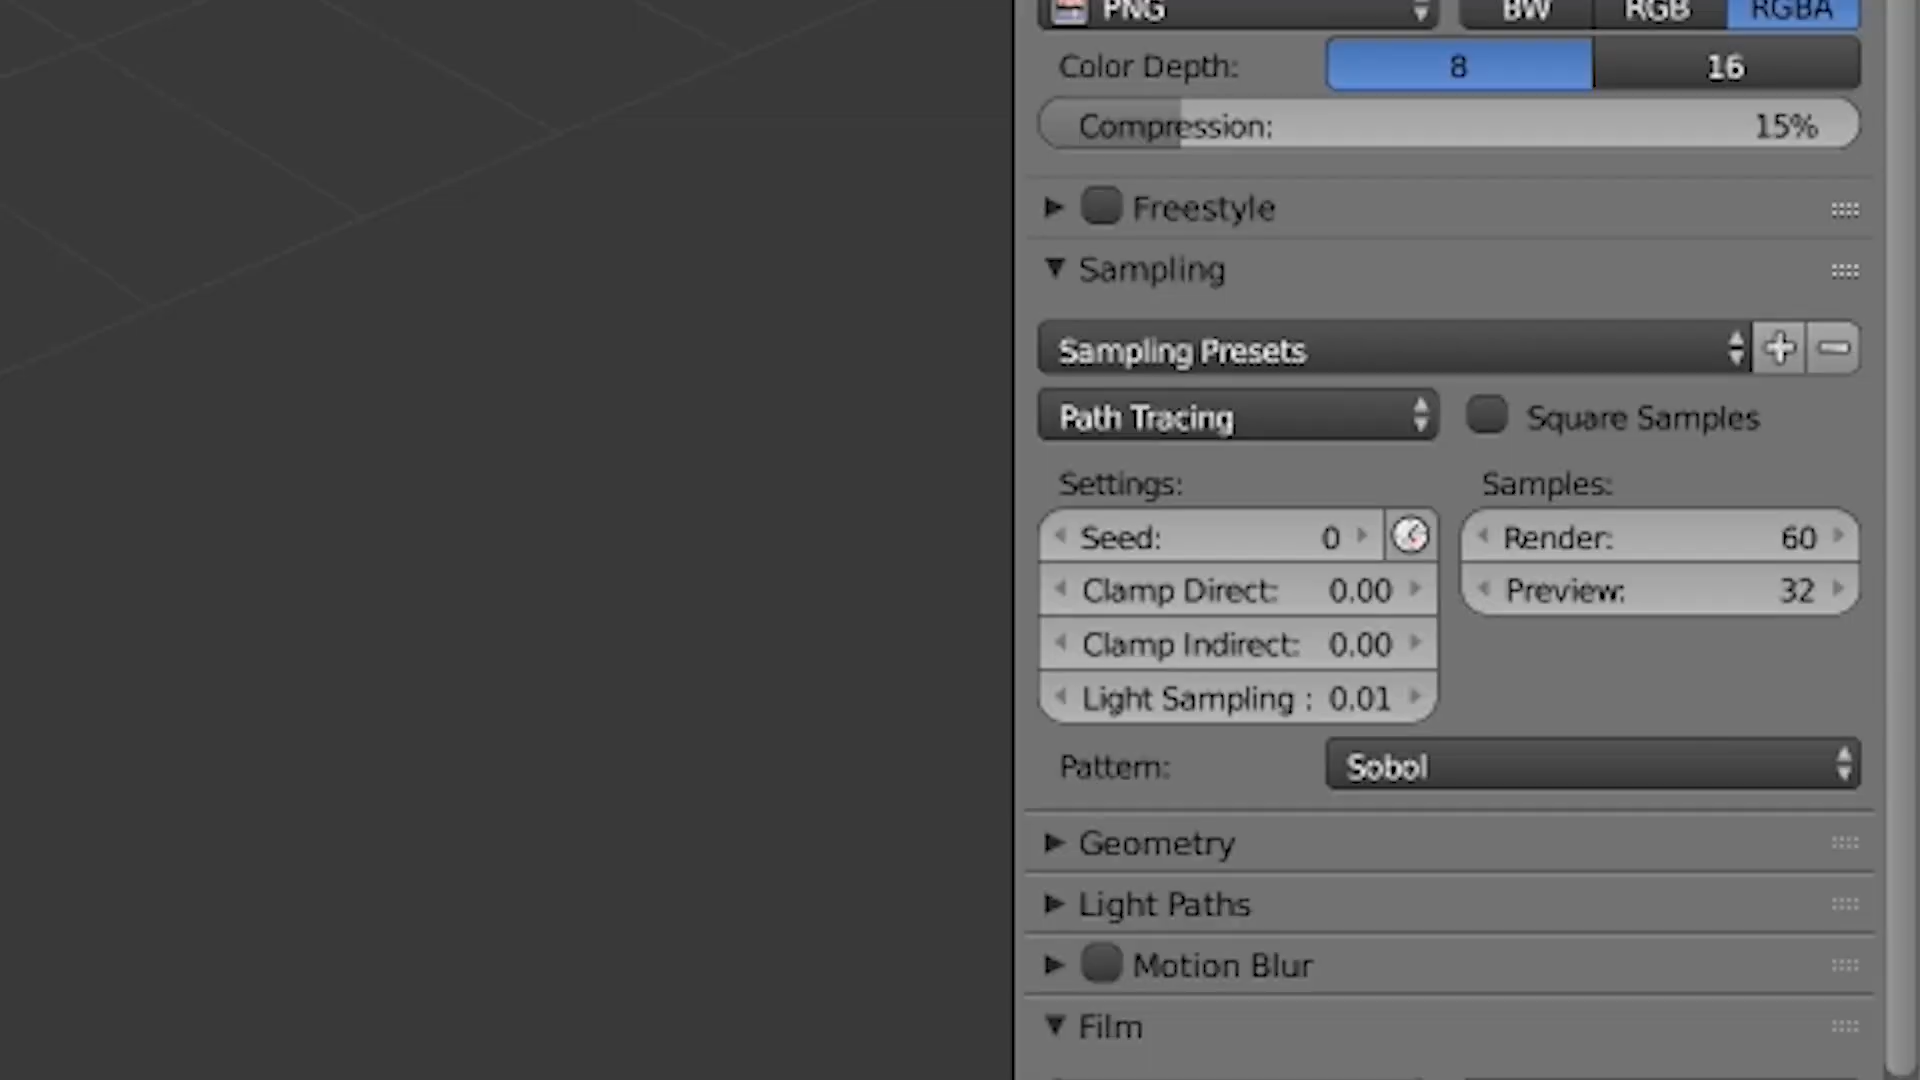 PNG BW RGB RGBA
Color Depth: 8 16
Compression: 15%
Freestyle
Sampling
Sampling Presets
Path Tracing Square Samples
Settings: Samples:
Seed: 0 Render: 60
Clamp Direct: 0.00 Preview: 32
Clamp Indirect: 0.00
Light Sampling : 0.01
Pattern: Sobol
Geometry
Light Paths
Motion Blur
Film